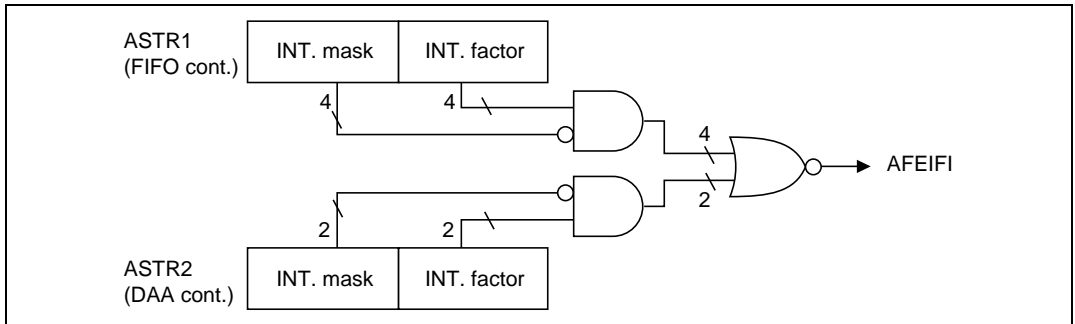 ASTR1
(FIFO cont.)
INT. mask
INT. factor
4
4
4
AFEIFI
2
2
2
ASTR2
(DAA cont.)
INT. mask
INT. factor